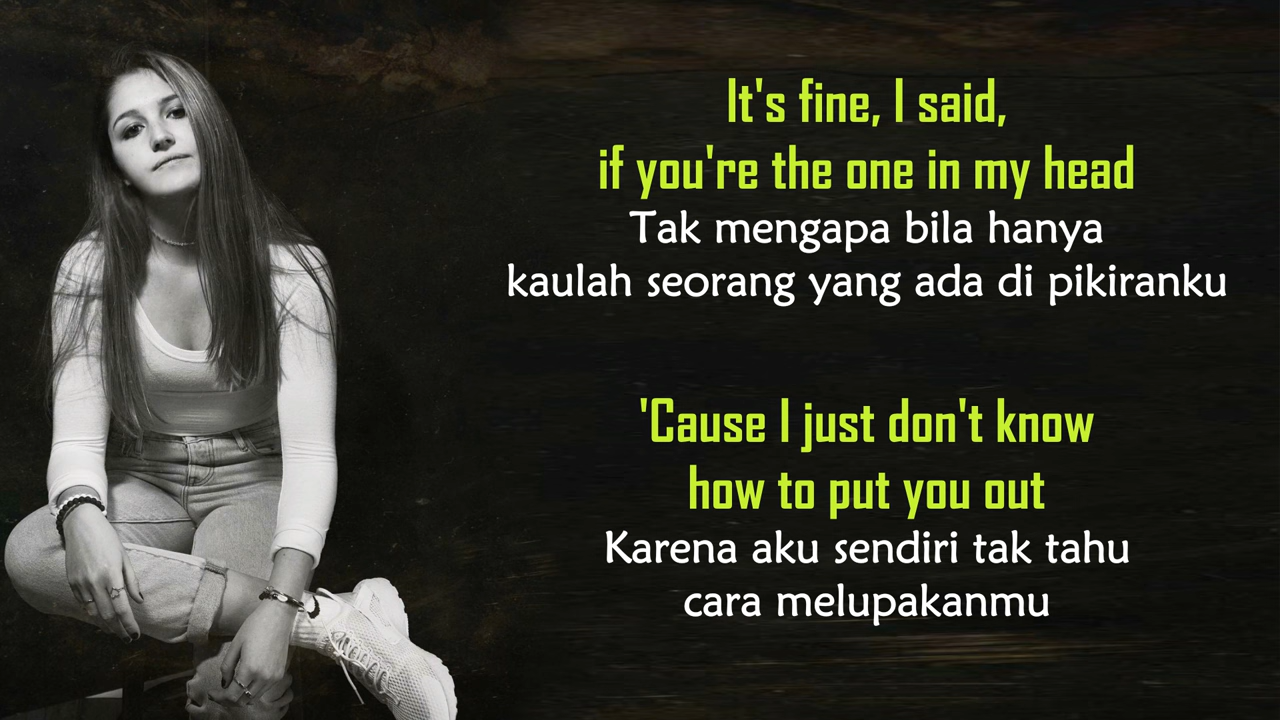 It's fine, I said,
if you're the one in my head
Tak mengapa bila hanya
kaulah seorang yang ada di pikiranku
'Cause I just don't know
how to put you out
Karena aku sendiri tak tahu
cara melupakanmu